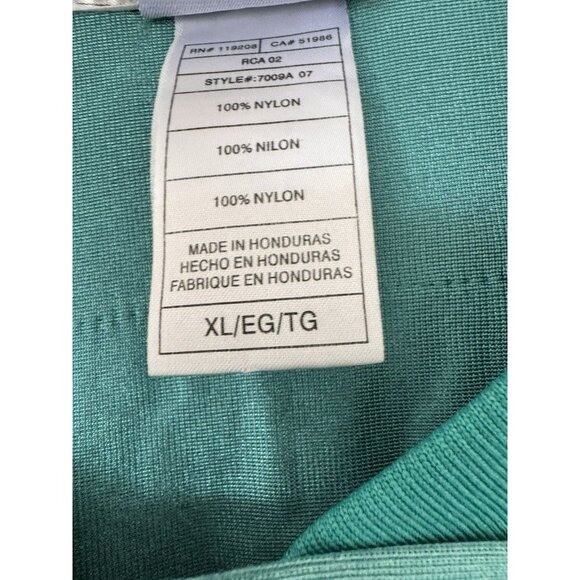 RN# 119208 CA# 51986
RCA 02
STYLE#:7009A 07
100% NYLON
100% NILON
100% NYLON
MADE IN HONDURAS
HECHO EN HONDURAS
FABRIQUE EN HONDURAS
XL/EG/TG